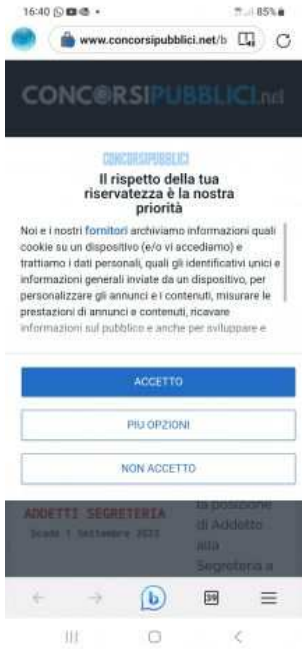 16:40
85%
www.concorsipubblici.net/b
CONCORSIPUBBLICI.net
CONCORSIPUBBLICI
Il rispetto della tua
riservatezza è la nostra
priorità
Noi e i nostri fornitori archiviamo informazioni quali
cookie su un dispositivo (e/o vi accediamo) e
trattiamo i dati personali, quali gli identificativi unici e
informazioni generali inviate da un dispositivo, per
personalizzare gli annunci e i contenuti, misurare le
prestazioni di annunci e contenuti, ricavare
informazioni sul pubblico e anche per sviluppare e
ACCETTO
PIÙ OPZIONI
NON ACCETTO
la posizione
ADDETTI SEGRETERIA
di Addetto
Scade 1 Settembre 2023
alla
Segreteria a
39